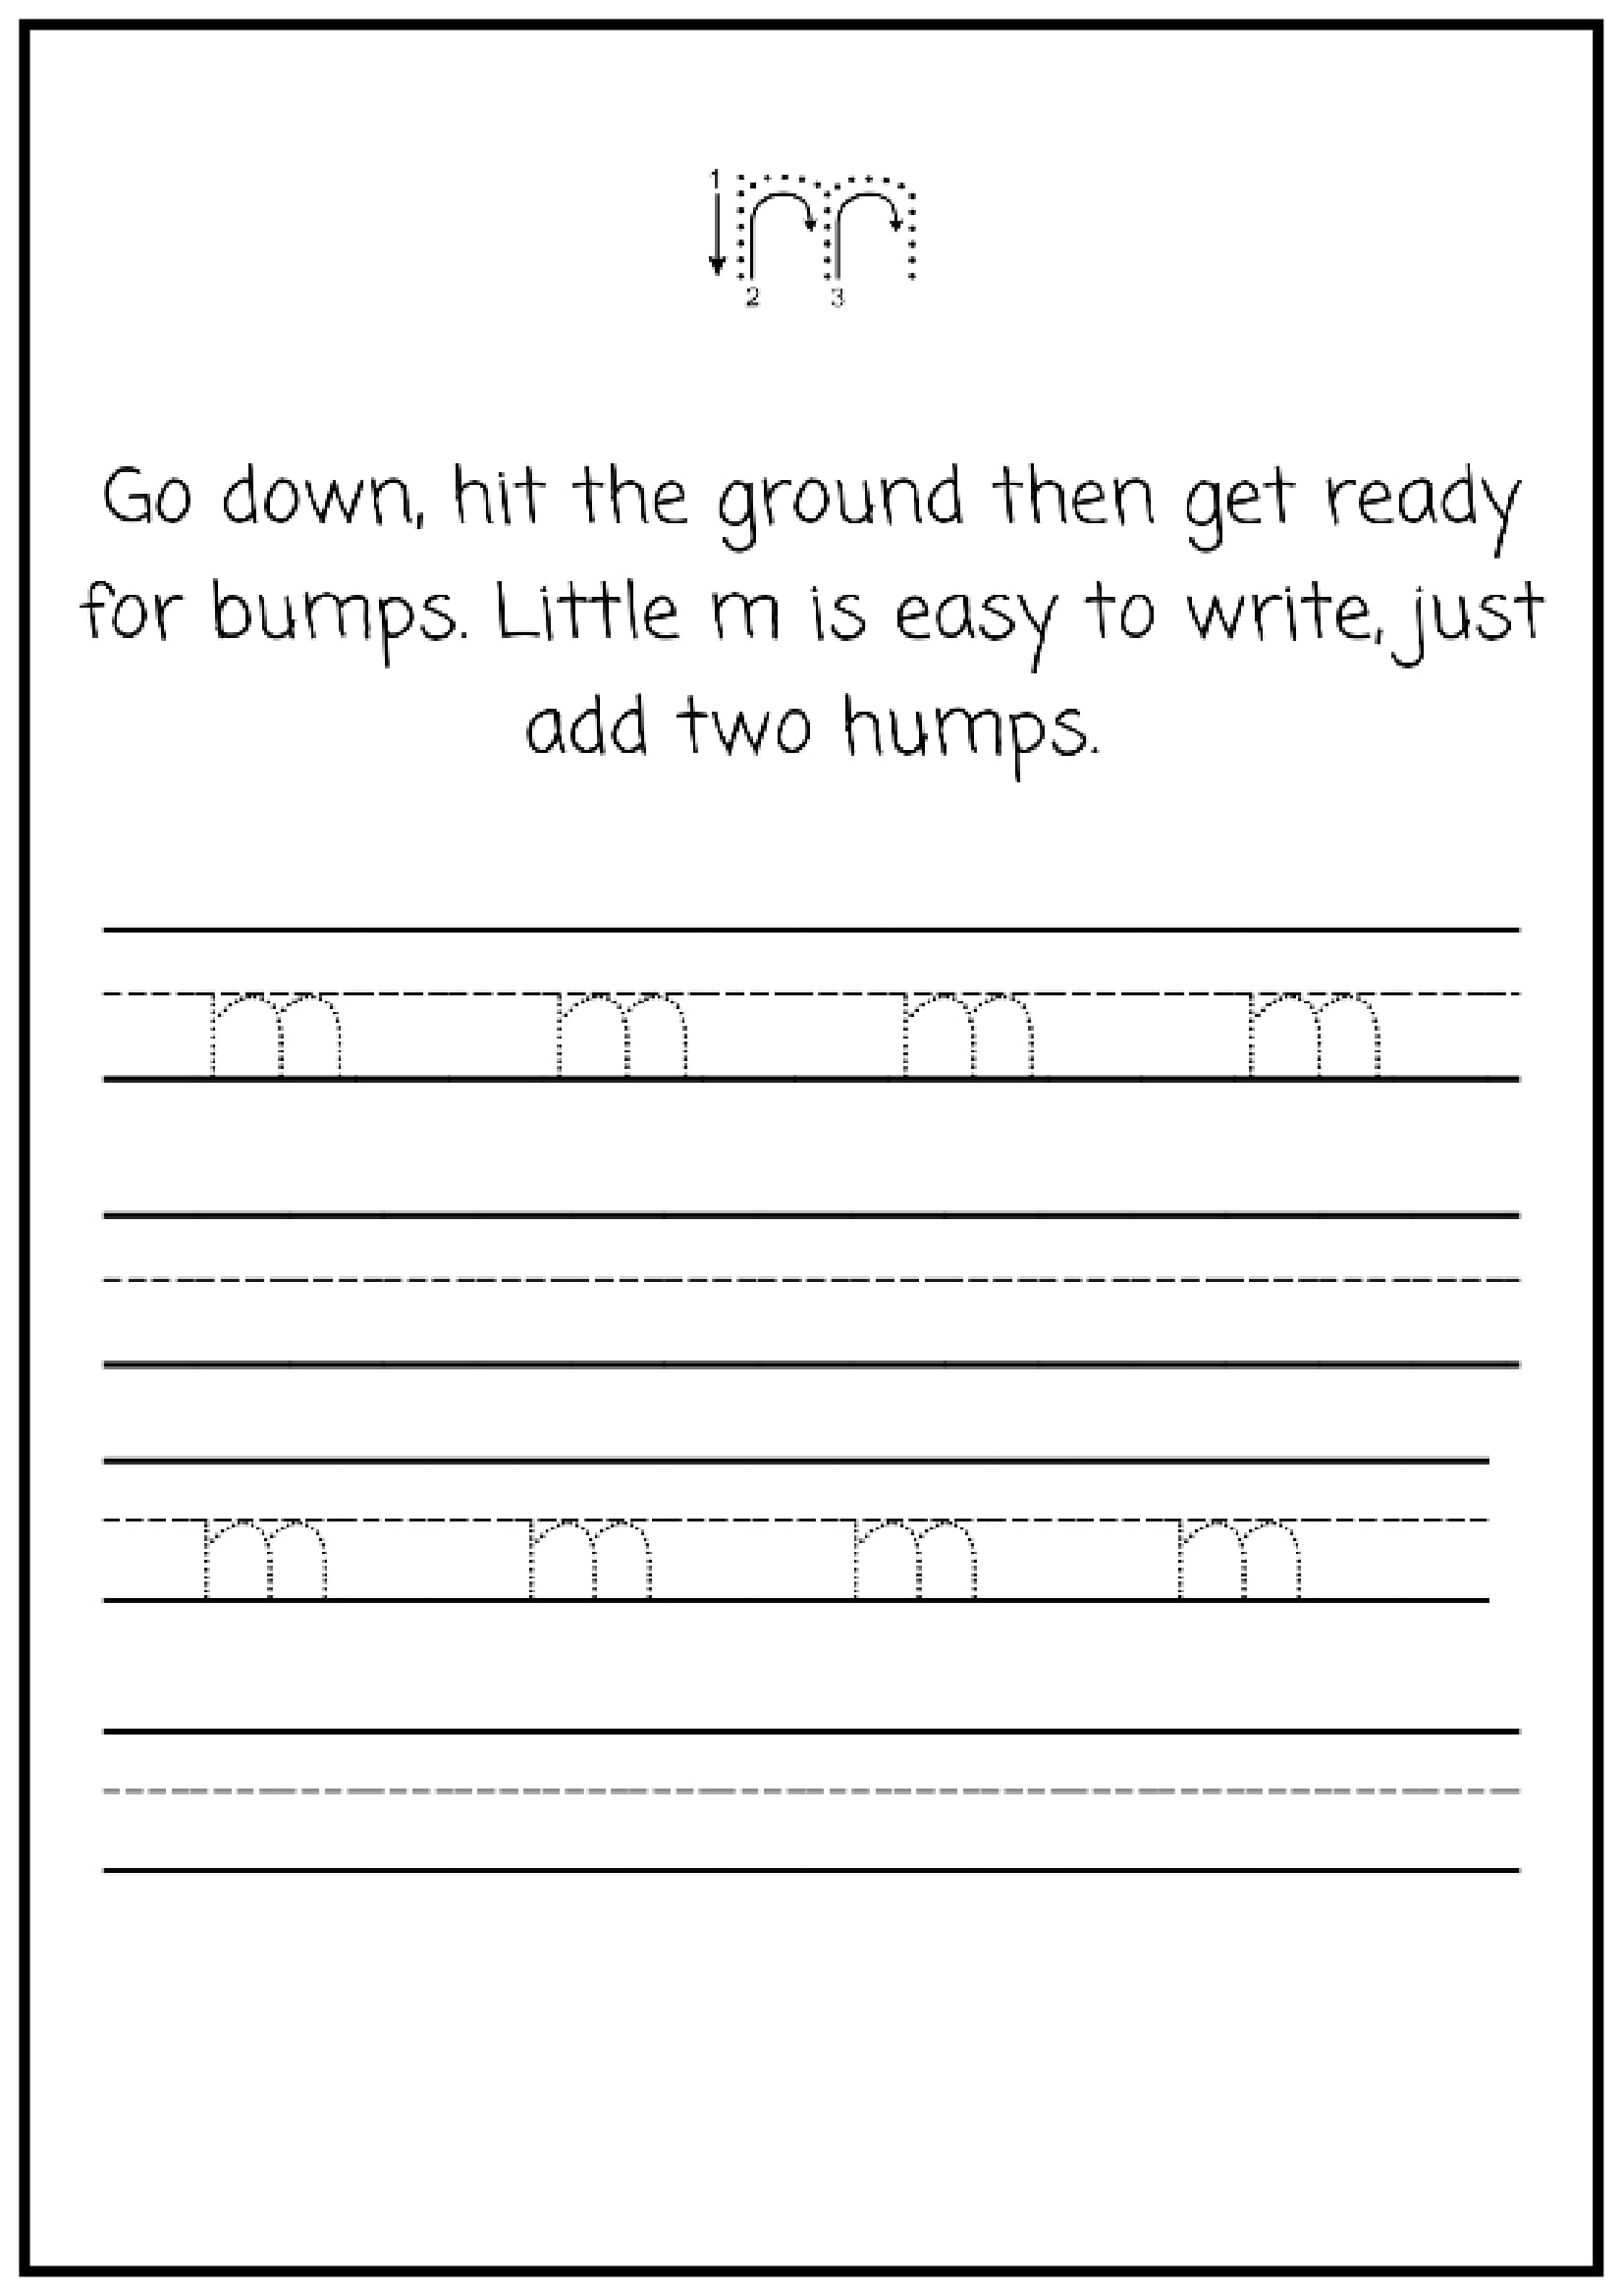 1
2 3
Go down, hit the ground then get ready
for bumps. Little m is easy to write, just
add two humps.
m m m m
m m m m